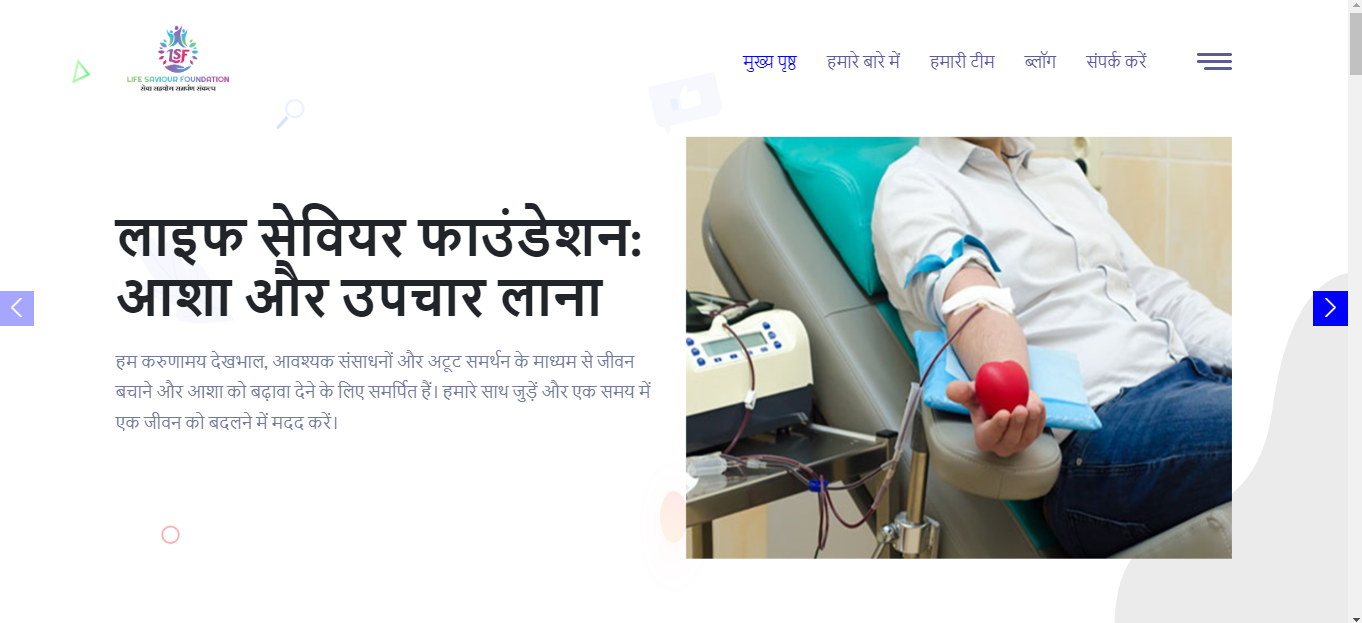 LSF
LIFE SAVIOUR FOUNDATION
सेवा सहयोग समर्पण संकल्प
मुख्य पृष्ठ हमारे बारे में हमारी टीम ब्लॉग संपर्क करें
लाइफ सेवियर फाउंडेशन:
आशा और उपचार लाना
हम करुणामय देखभाल, आवश्यक संसाधनों और अटूट समर्थन के माध्यम से जीवन
बचाने और आशा को बढ़ावा देने के लिए समर्पित हैं। हमारे साथ जुड़ें और एक समय में
एक जीवन को बदलने में मदद करें।